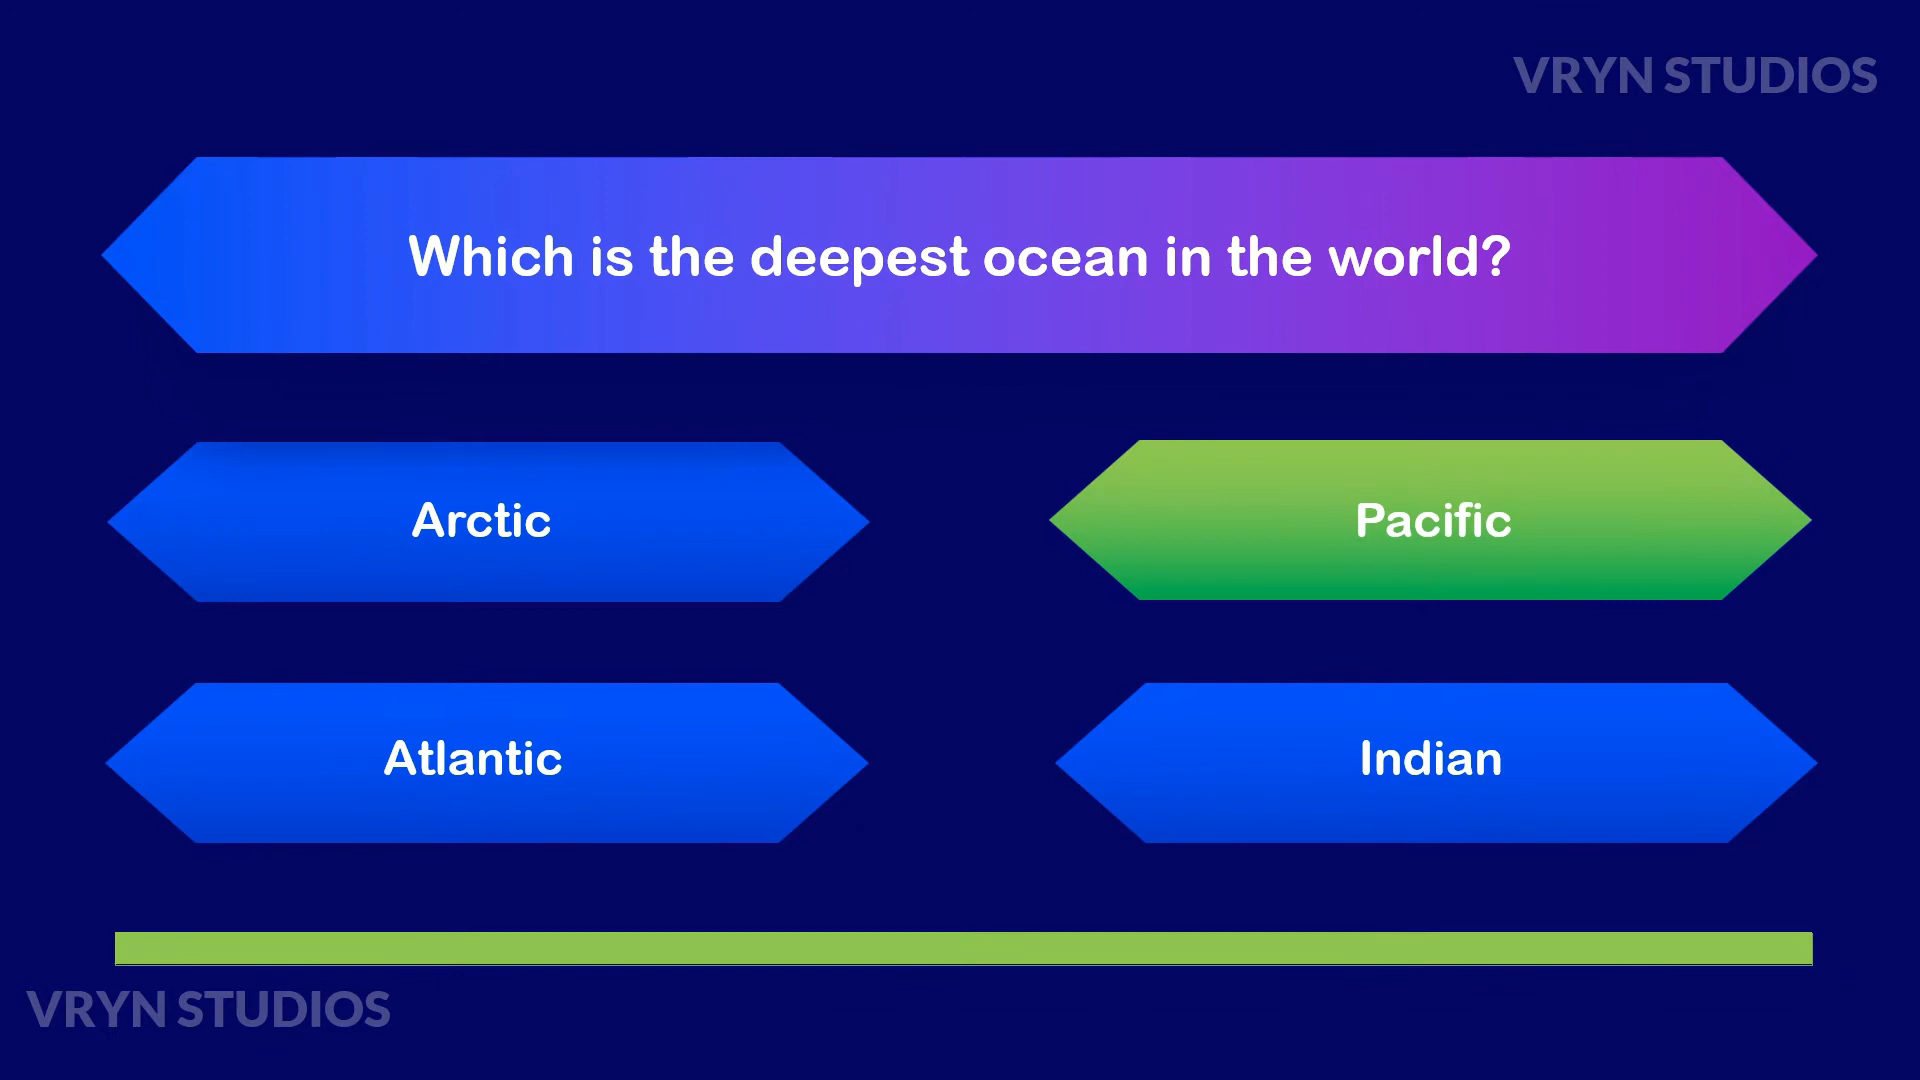 VRYN STUDIOS
Which is the deepest ocean in the world?
Arctic
Pacific
Atlantic
Indian
VRYN STUDIOS